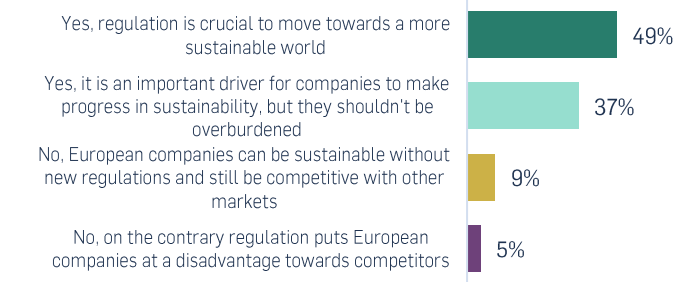 Yes, regulation is crucial to move towards a more
sustainable world
49%
Yes, it is an important driver for companies to make
progress in sustainability, but they shouldn't be
overburdened
37%
No, European companies can be sustainable without
new regulations and still be competitive with other
markets
9%
No, on the contrary regulation puts European
companies at a disadvantage towards competitors
5%